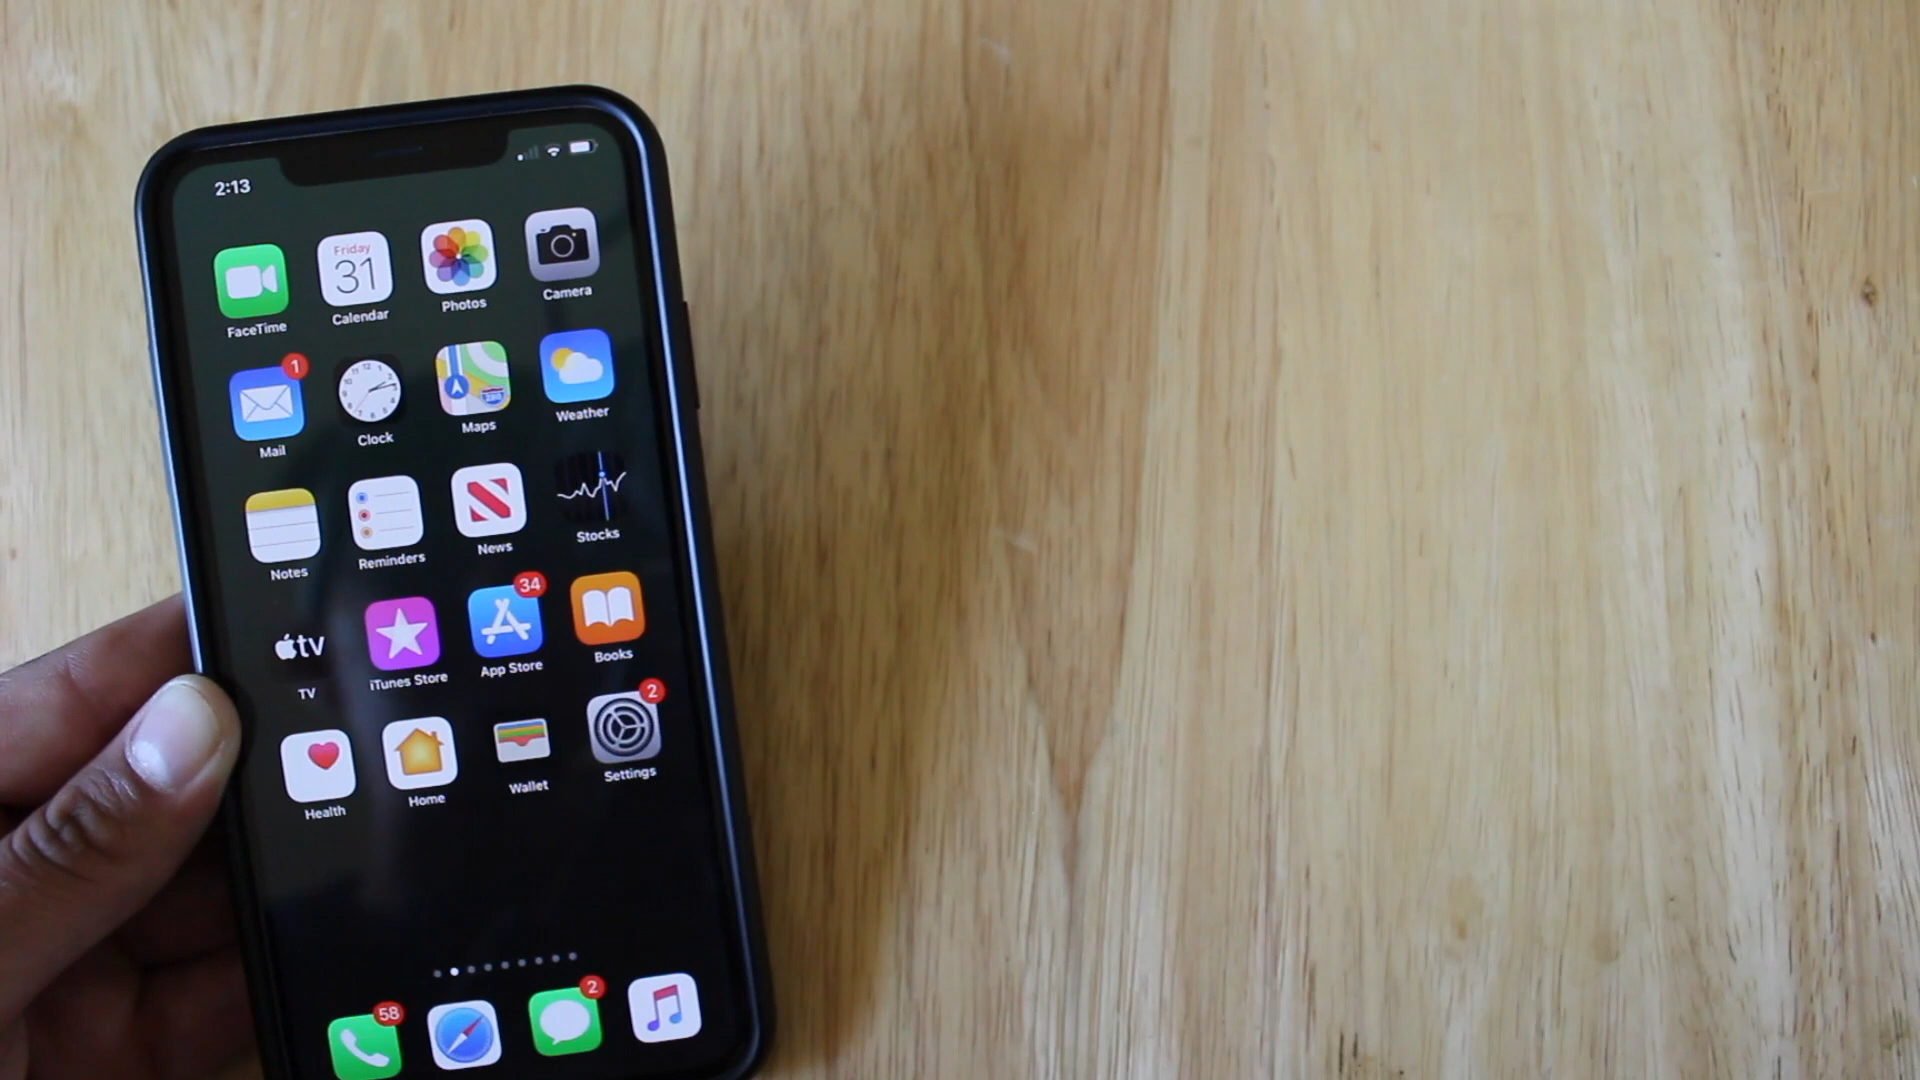 2:13
Friday
31
FaceTime
Calendar
Photos
Camera
1
Mail
Clock
Maps
Weather
280
Notes
Reminders
News
Stocks
34
tv
TV
iTunes Store
App Store
Books
2
Health
Home
Wallet
Settings
58
2